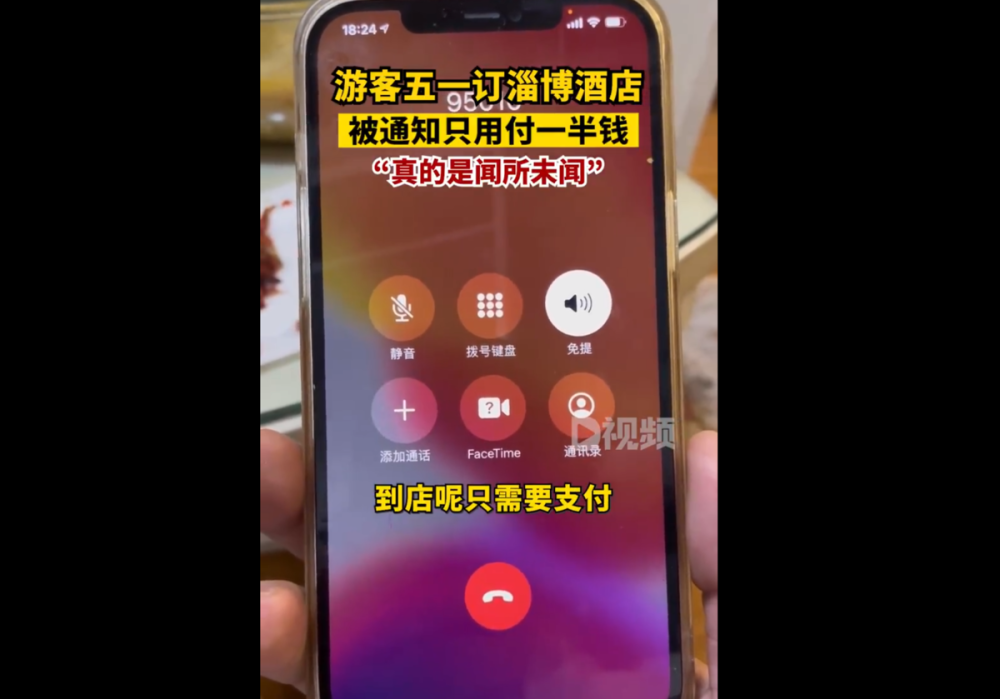 18:24
游客五一订淄博酒店
被通知只用付一半钱
“真的是闻所未闻”
静音
拨号键盘
免提
添加通话
FaceTime
通讯录
视频
到店呢只需要支付